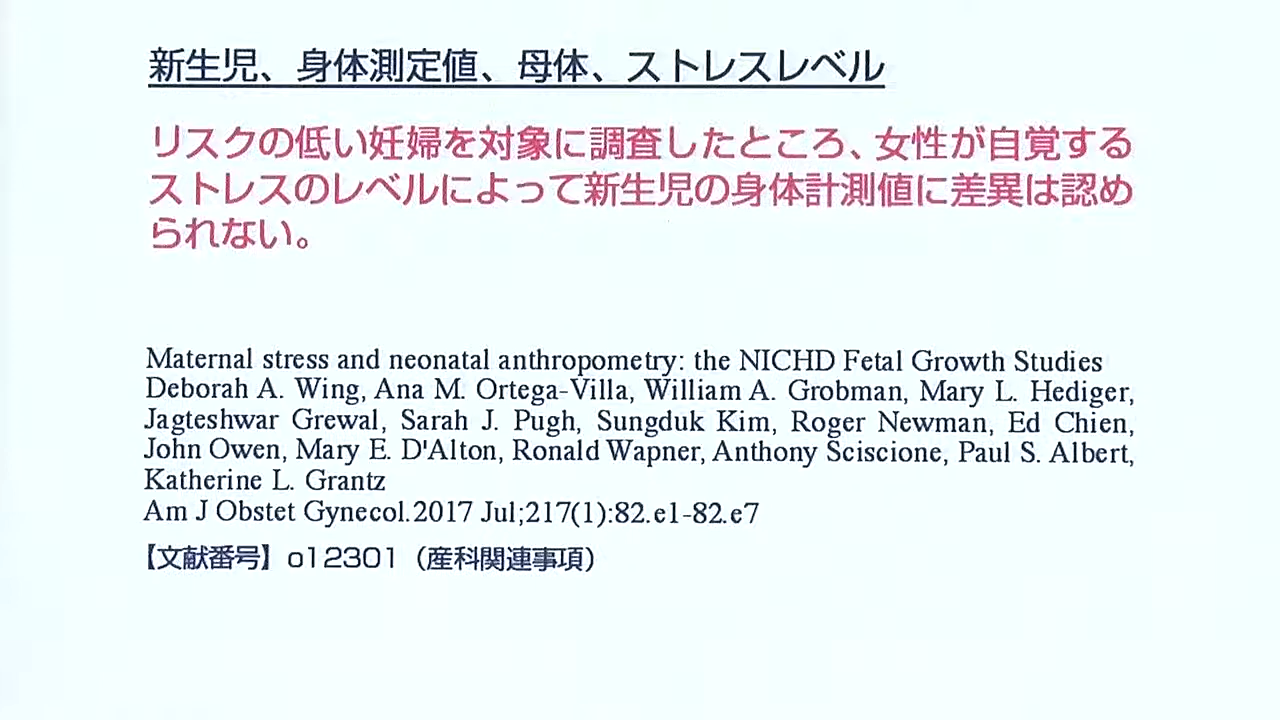 新生児、身体測定値、母体、ストレスレベル
リスクの低い妊婦を対象に調査したところ、女性が自覚する
ストレスのレベルによって新生児の身体計測値に差異は認め
られない。
Maternal stress and neonatal anthropometry: the NICHD Fetal Growth Studies
Deborah A. Wing, Ana M. Ortega-Villa, William A. Grobman, Mary L. Hediger,
Jagteshwar Grewal, Sarah J. Pugh, Sungduk Kim, Roger Newman, Ed Chien,
John Owen, Mary E. D'Alton, Ronald Wapner, Anthony Sciscione, Paul S. Albert,
Katherine L. Grantz
Am J Obstet Gynecol.2017 Jul;217(1):82.e1-82.e7
【文献番号】o12301（産科関連事項）